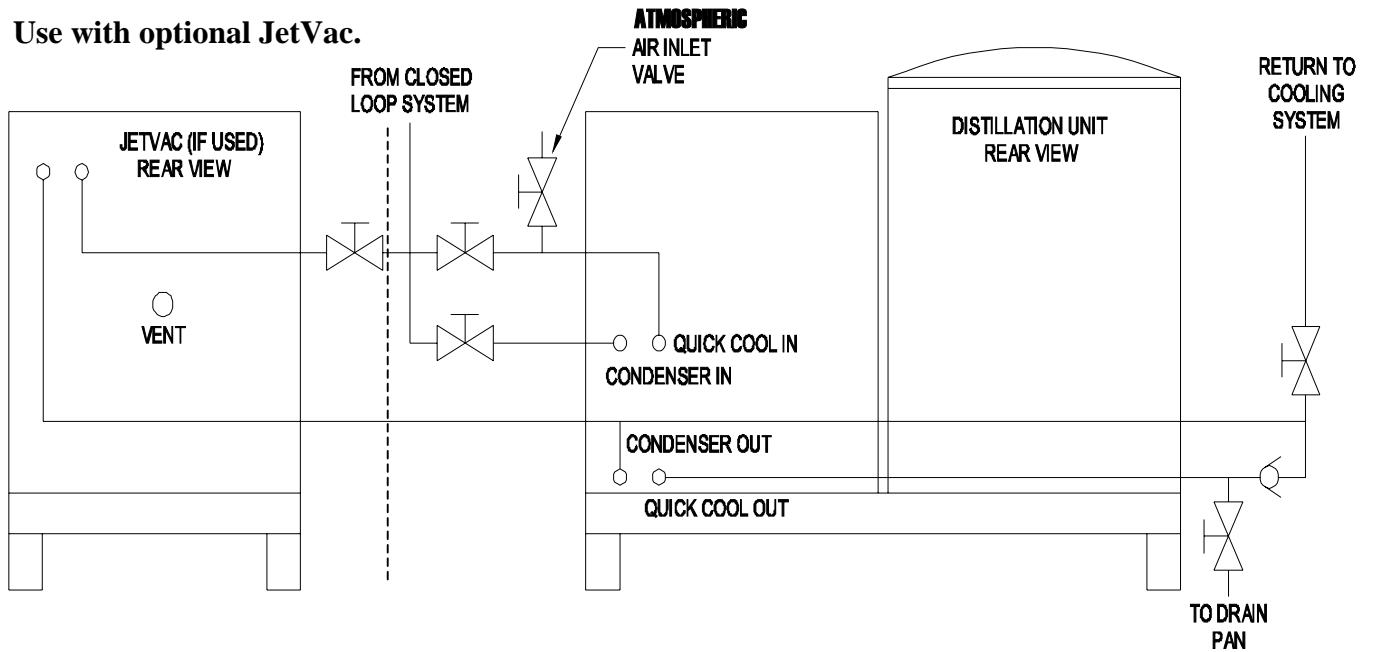 Use with optional JetVac.
ATMOSPHERIC
AIR INLET
VALVE
FROM CLOSED
LOOP SYSTEM
RETURN TO
COOLING
SYSTEM
JETVAC (IF USED)
REAR VIEW
DISTILLATION UNIT
REAR VIEW
VENT
QUICK COOL IN
CONDENSER IN
CONDENSER OUT
QUICK COOL OUT
TO DRAIN
PAN